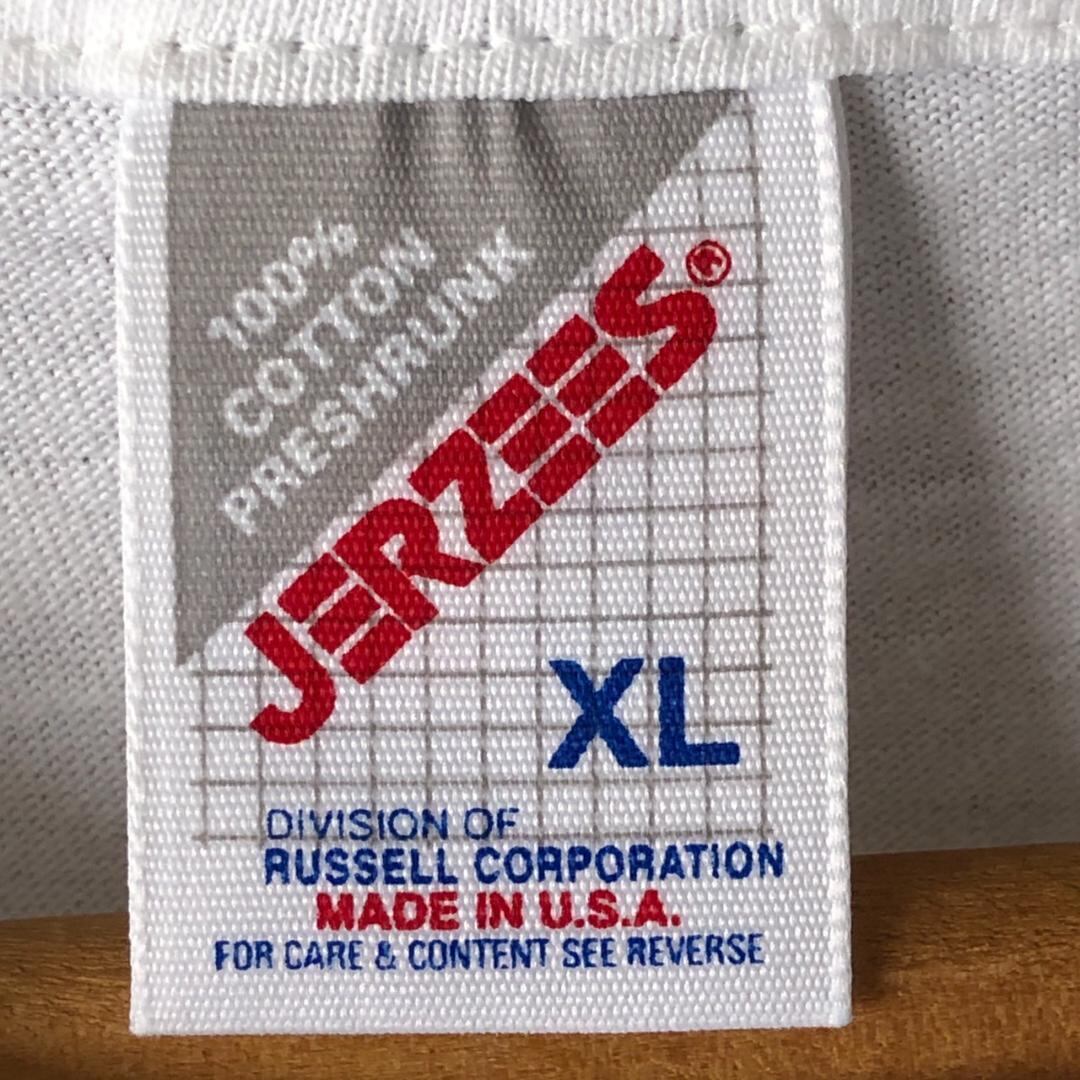 100%
COTTON
PRESHRUNK
JERZEES®
XL
DIVISION OF
RUSSELL CORPORATION
MADE IN U.S.A.
FOR CARE & CONTENT SEE REVERSE